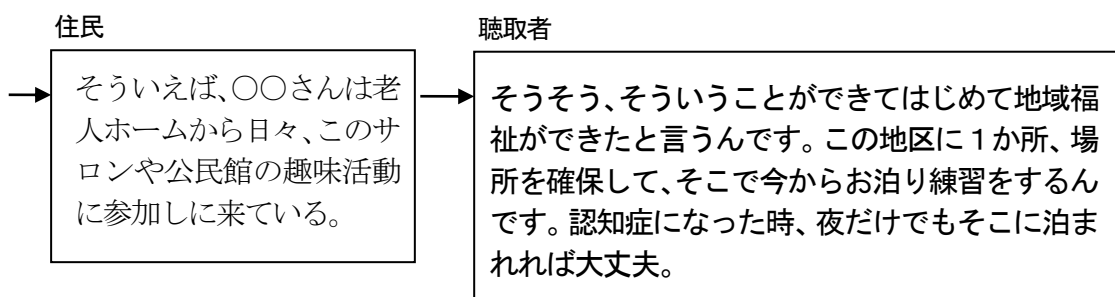 住民
そういえば、〇〇さんは老
人ホームから日々、このサ
ロンや公民館の趣味活動
に参加しに来ている。
聴取者
そうそう、そういうことができてはじめて地域福
祉ができたと言うんです。この地区に１か所、場
所を確保して、そこで今からお泊り練習をするん
です。認知症になった時、夜だけでもそこに泊ま
れれば大丈夫。